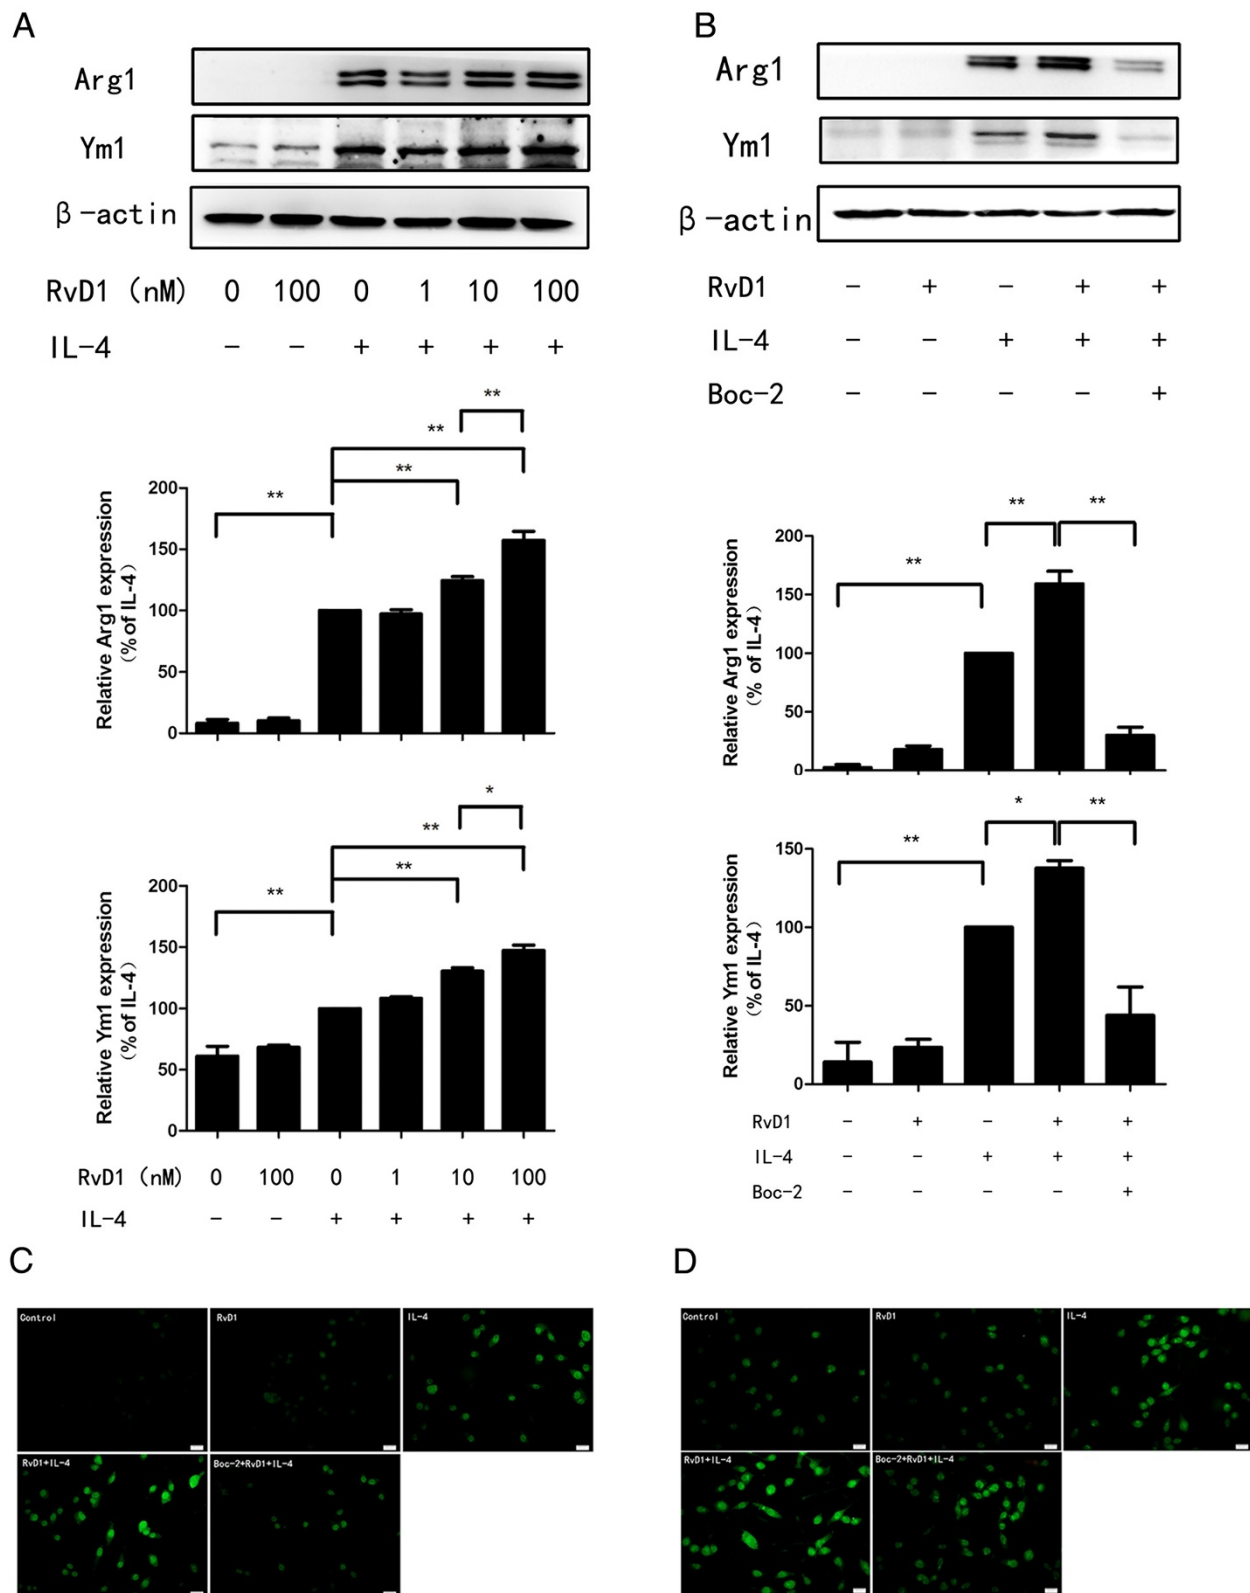 A
Arg1
Ym1
β-actin
RvD1 (nM) 0 100 0 1 10 100
IL-4 − − + + + +
**
**
**
**
Relative Arg1 expression
(% of IL-4)
200
150
100
50
0
*
**
**
**
Relative Ym1 expression
(% of IL-4)
200
150
100
50
0
RvD1 (nM) 0 100 0 1 10 100
IL-4 − − + + + +
B
Arg1
Ym1
β-actin
RvD1 − + − + +
IL-4 − − + + +
Boc-2 − − − − +
** **
**
Relative Arg1 expression
(% of IL-4)
200
150
100
50
0
* **
**
Relative Ym1 expression
(% of IL-4)
150
100
50
0
RvD1 − + − + +
IL-4 − − + + +
Boc-2 − − − − +
C
Control
RvD1
IL-4
RvD1+IL-4
Boc-2+RvD1+IL-4
D
Control
RvD1
IL-4
RvD1+IL-4
Boc-2+RvD1+IL-4